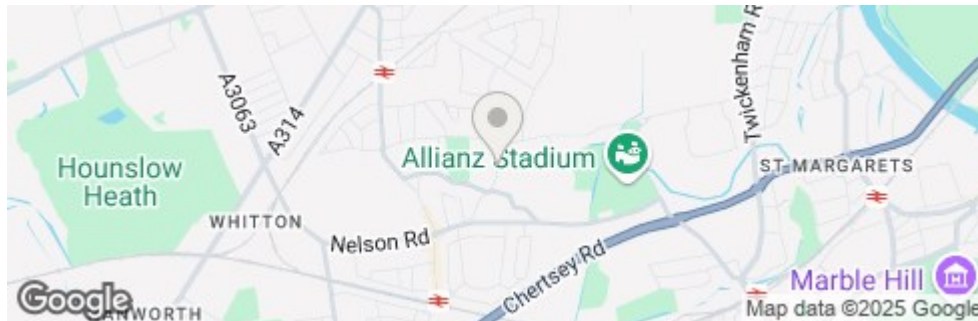 A3063
A314
Twickenham R
Allianz Stadium
ST MARGARETS
Hounslow
Heath
WHITTON
Nelson Rd
Chertsey Rd
Marble Hill
Google
ANWORTH
Map data ©2025 Google